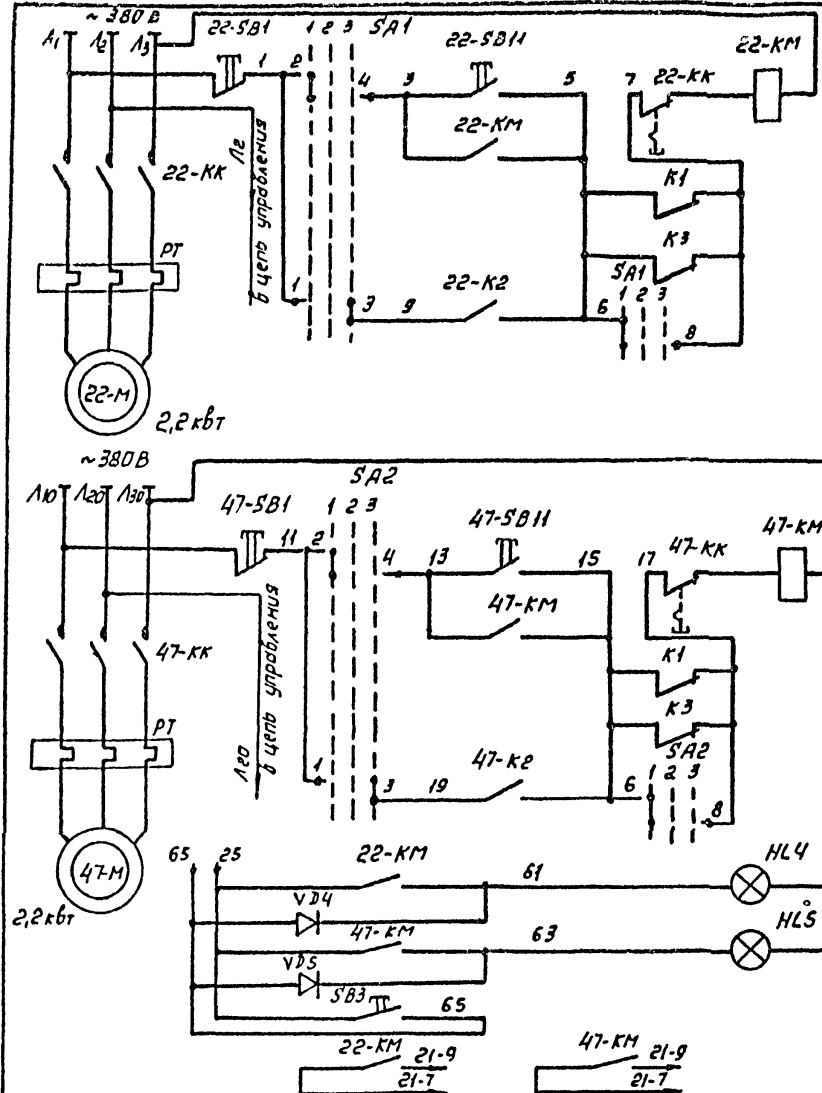 ~ 380 В
Л1 Л2 Л3
22-SB1
1
2
1 2 3
SA1
4
3
22-SB11
5
7
22-КК
22-КМ
22-КМ
22-КК
Л2
в цепь управления
К1
К3
РТ
1
3
9
22-К2
6
SA1
1 2 3
8
22-М
2,2 квт
~ 380 В
Л10 Л20 Л30
47-SB1
11
2
SA2
1 2 3
4
13
47-SB11
15
17
47-КК
47-КМ
47-КМ
47-КК
Л20
в цепь управления
К1
К3
РТ
1
3
19
47-К2
6
SA2
1 2 3
8
47-М
2,2 квт
65 25
22-КМ
61
HL4
VD4
47-КМ
63
HL5
VD5
SB3
65
22-КМ
21-9
21-7
47-КМ
21-9
21-7